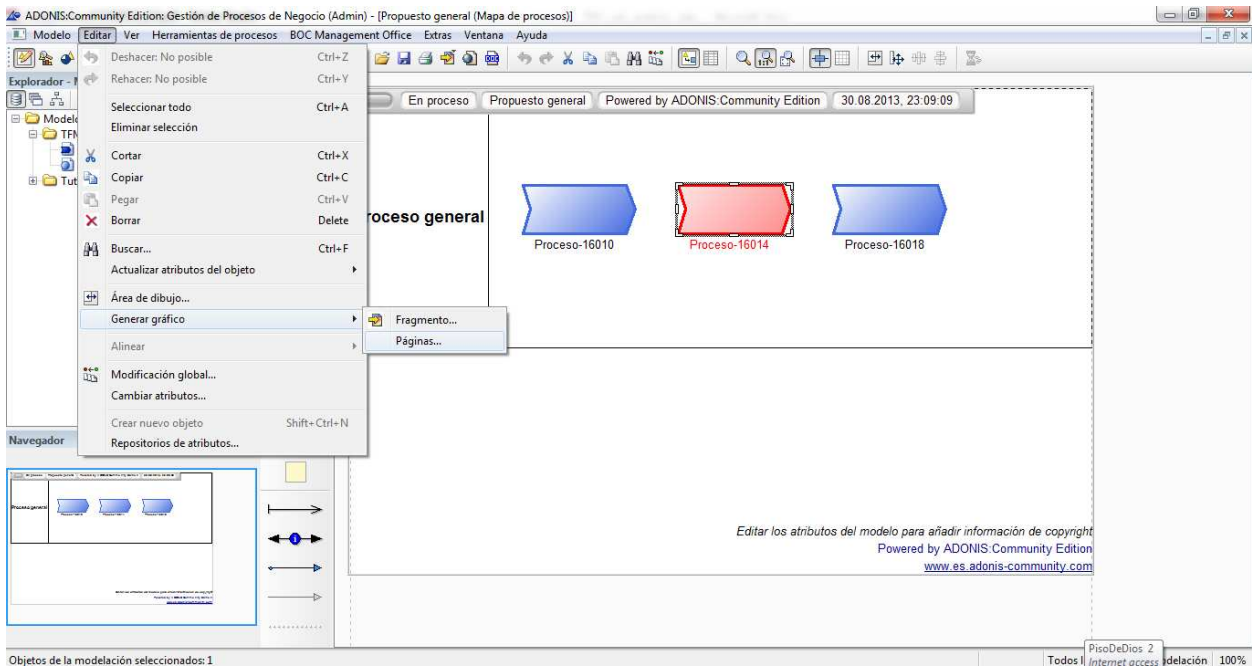 ADONIS:Community Edition: Gestión de Procesos de Negocio (Admin) - [Propuesto general (Mapa de procesos)]
Modelo Editar Ver Herramientas de procesos BOC Management Office Extras Ventana Ayuda
Explorador -
Deshacer: No posible Ctrl+Z
Rehacer: No posible Ctrl+Y
Seleccionar todo Ctrl+A
Eliminar selección
Cortar Ctrl+X
Copiar Ctrl+C
Pegar Ctrl+V
Borrar Delete
Buscar... Ctrl+F
Actualizar atributos del objeto
Área de dibujo...
Generar gráfico
Alinear
Modificación global...
Cambiar atributos...
Crear nuevo objeto Shift+Ctrl+N
Repositorios de atributos...
Fragmento...
Páginas...
Model
TFM
Tut
En proceso Propuesto general Powered by ADONIS:Community Edition 30.08.2013, 23:09:09
roceso general
Proceso-16010 Proceso-16014 Proceso-16018
Navegador
Proceso general
Editar los atributos del modelo para añadir información de copyright
Powered by ADONIS:Community Edition
www.es.adonis-community.com
PisoDeDios 2
Internet access
Objetos de la modelación seleccionados: 1 Todos l delación 100%